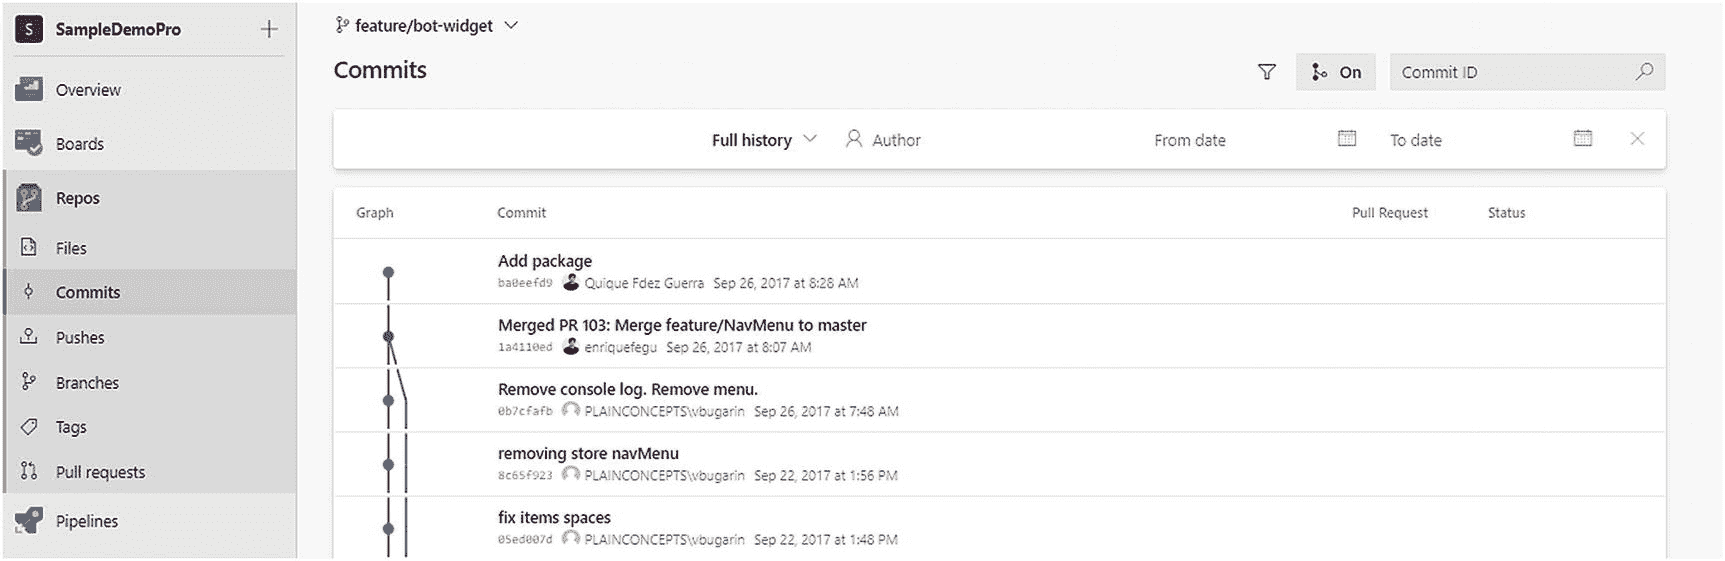 S SampleDemoPro
Overview
Boards
Repos
Files
Commits
Pushes
Branches
Tags
Pull requests
Pipelines
feature/bot-widget
Commits
On
Commit ID
Full history Author From date To date
Graph Commit Pull Request Status
Add package
ba0eefd9 Quique Fdez Guerra Sep 26, 2017 at 8:28 AM
Merged PR 103: Merge feature/NavMenu to master
1a4110ed enriquefegu Sep 26, 2017 at 8:07 AM
Remove console log. Remove menu.
0b7cfafb PLAINCONCEPTS\vbugarin Sep 26, 2017 at 7:48 AM
removing store navMenu
8c65f923 PLAINCONCEPTS\vbugarin Sep 22, 2017 at 1:56 PM
fix items spaces
05ed007d PLAINCONCEPTS\vbugarin Sep 22, 2017 at 1:48 PM